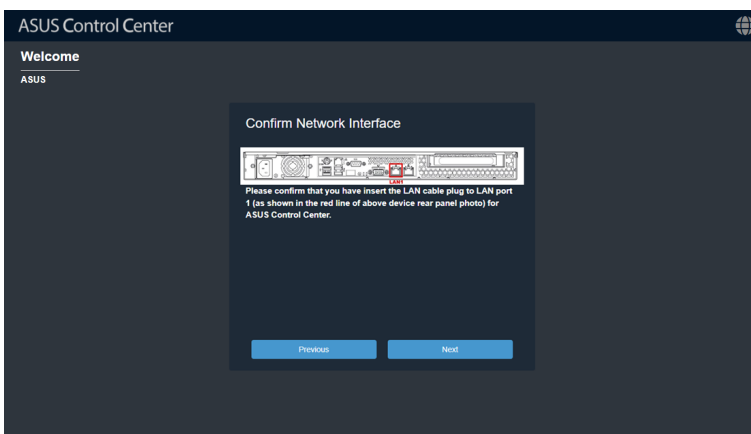 ASUS Control Center
Welcome
ASUS
Confirm Network Interface
LAN1
Please confirm that you have insert the LAN cable plug to LAN port
1 (as shown in the red line of above device rear panel photo) for
ASUS Control Center.
Previous
Next